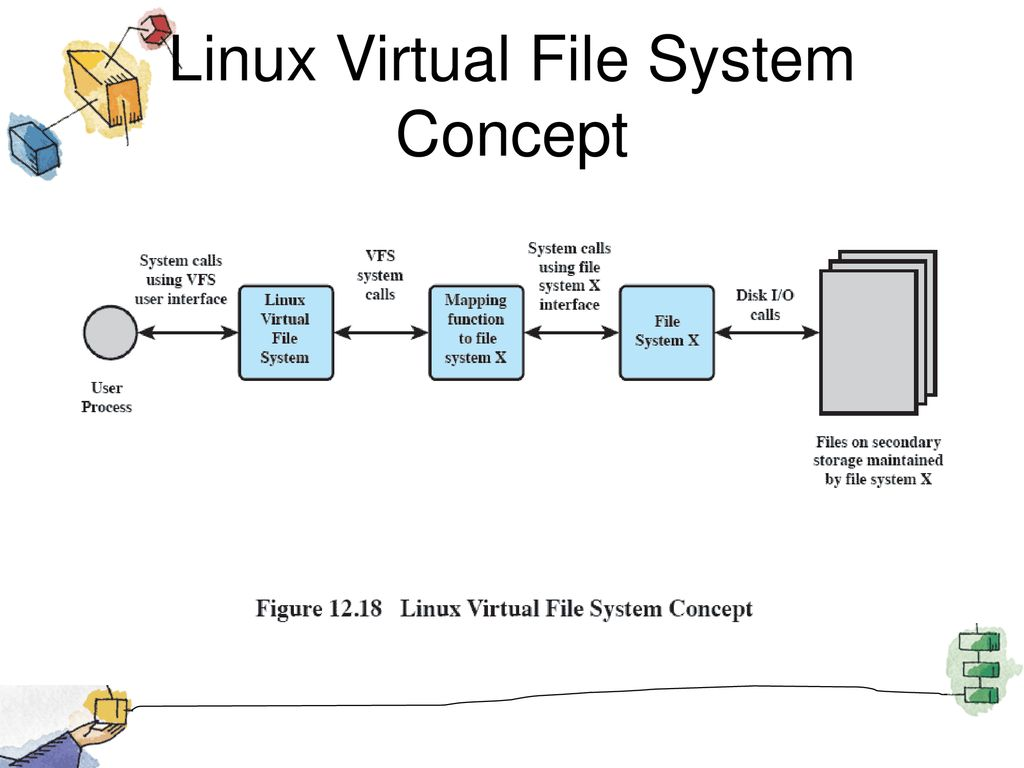 Linux Virtual File System
Concept
System calls
using VFS
user interface
VFS
system
calls
System calls
using file
system X
interface
Disk I/O
calls
Linux
Virtual
File
System
Mapping
function
to file
system X
File
System X
User
Process
Files on secondary
storage maintained
by file system X
Figure 12.18 Linux Virtual File System Concept